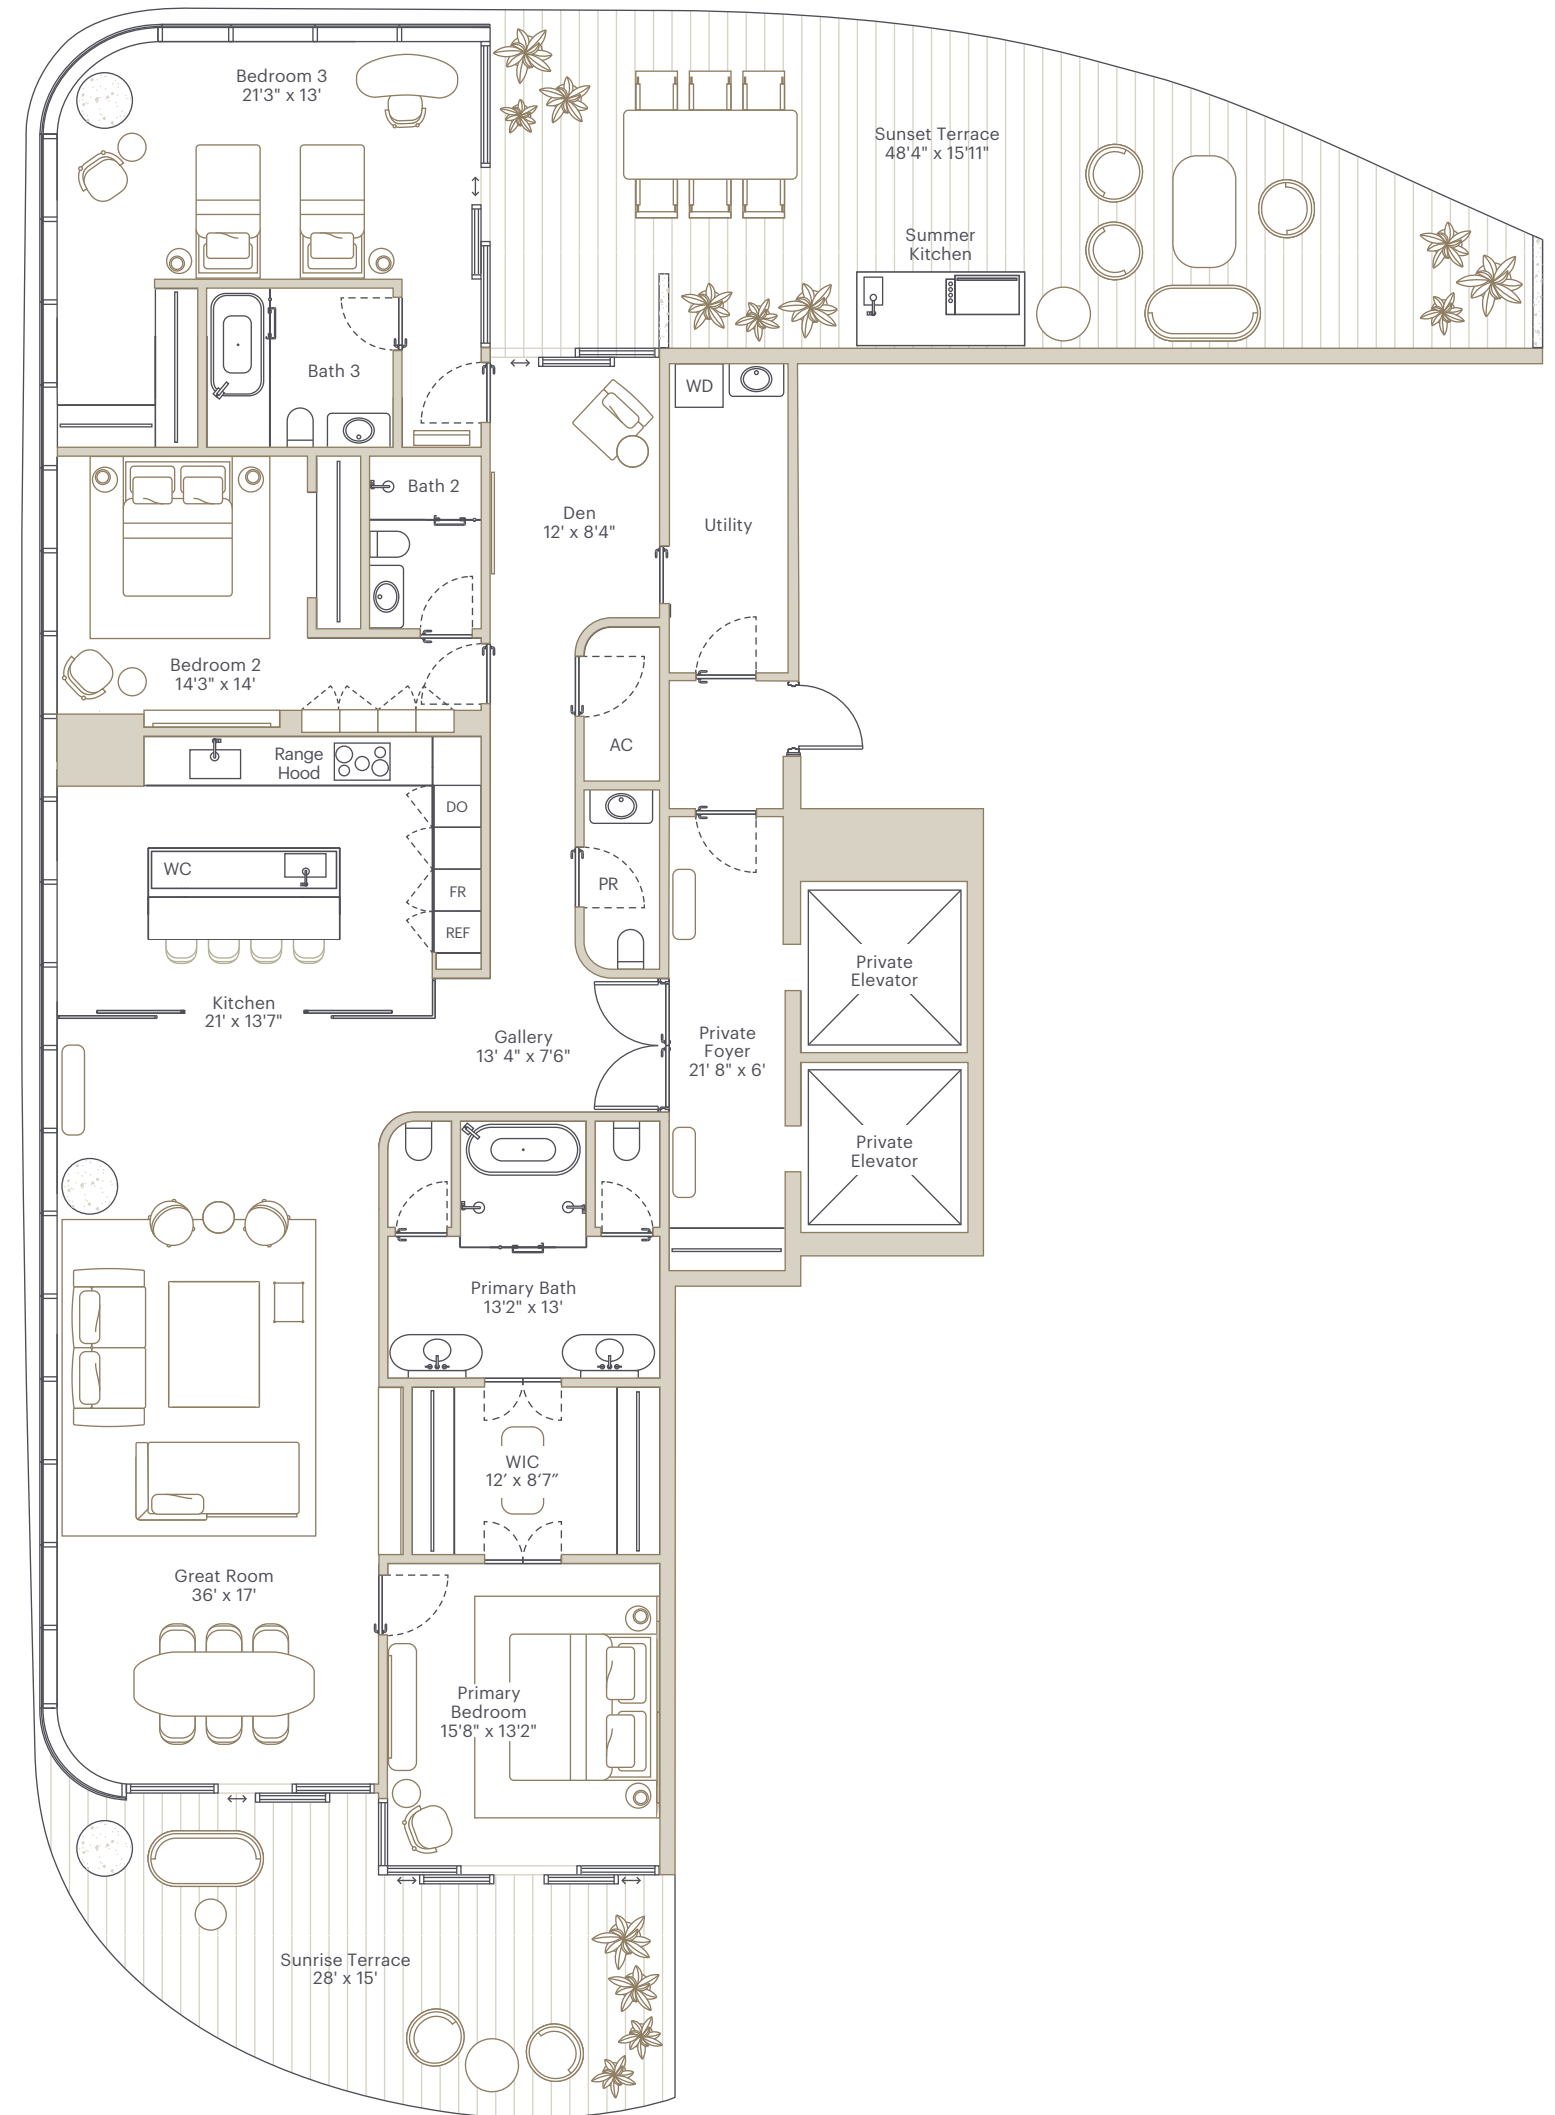 Bedroom 3
21'3" x 13'
Sunset Terrace
48'4" x 15'11"
Summer
Kitchen
Bath 3
WD
Bath 2
Den
12' x 8'4"
Utility
Bedroom 2
14'3" x 14'
Range
Hood
AC
DO
WC
FR
PR
REF
Private
Elevator
Kitchen
21' x 13'7"
Gallery
13' 4" x 7'6"
Private
Foyer
21' 8" x 6'
Private
Elevator
Primary Bath
13'2" x 13'
WIC
12’ x 8‘7”
Great Room
36' x 17'
Primary
Bedroom
15'8" x 13'2"
Sunrise Terrace
28' x 15'